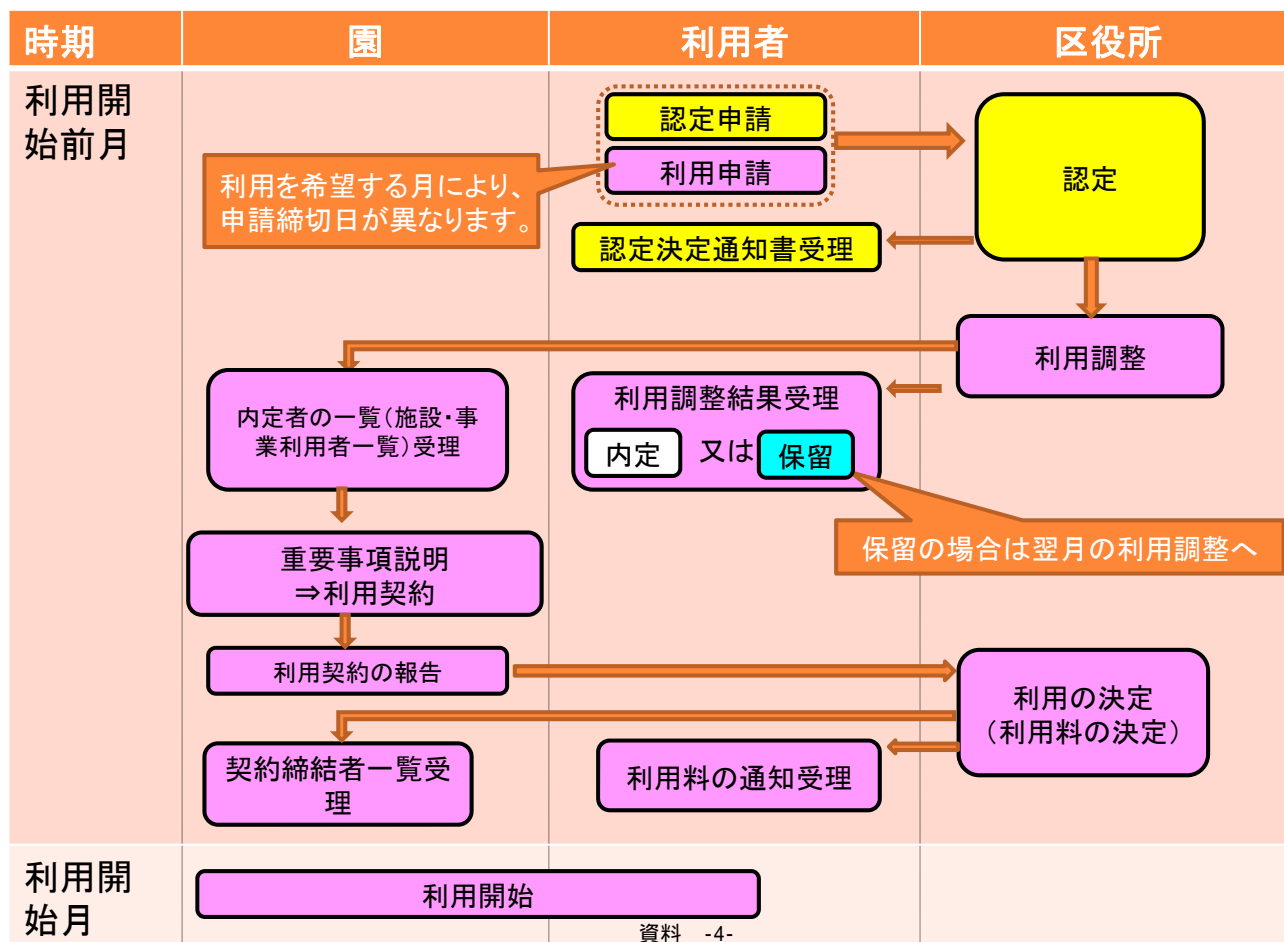 時期
園
利用者
区役所
利用開
始前月
認定申請
利用申請
認定
利用を希望する月により、
申請締切日が異なります。
認定決定通知書受理
利用調整
内定者の一覧(施設・事
業利用者一覧)受理
利用調整結果受理
内定 又は 保留
保留の場合は翌月の利用調整へ
重要事項説明
⇒利用契約
利用契約の報告
利用の決定
(利用料の決定)
契約締結者一覧受
理
利用料の通知受理
利用開
始月
利用開始
資料 -4-